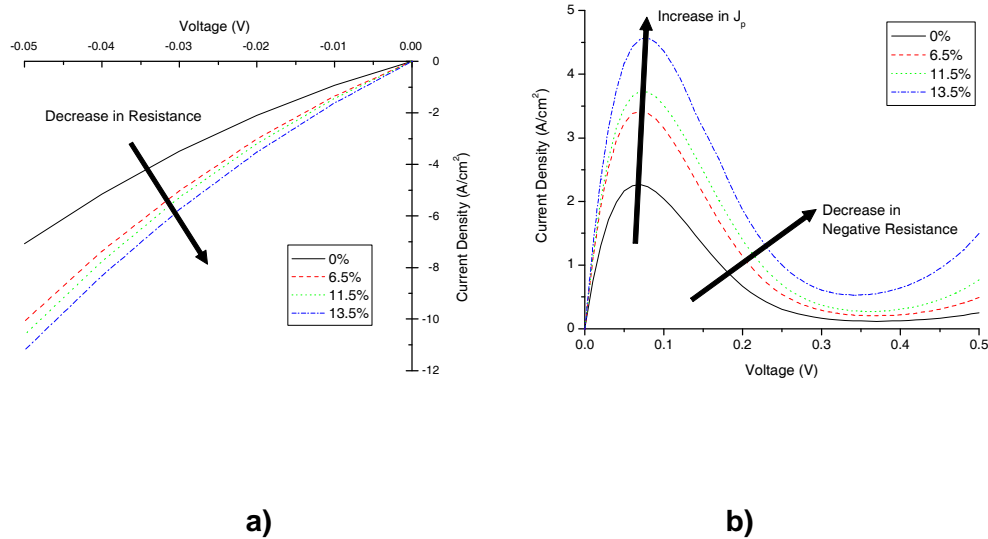 Voltage (V)
-0.05 -0.04 -0.03 -0.02 -0.01 0.00
0
-2
-4
-6
-8
-10
-12
Current Density (A/cm²)
Decrease in Resistance
0%
6.5%
11.5%
13.5%
a)
5
4
3
2
1
0
Current Density (A/cm²)
0.0 0.1 0.2 0.3 0.4 0.5
Voltage (V)
Increase in Jₚ
0%
6.5%
11.5%
13.5%
Decrease in
Negative Resistance
b)